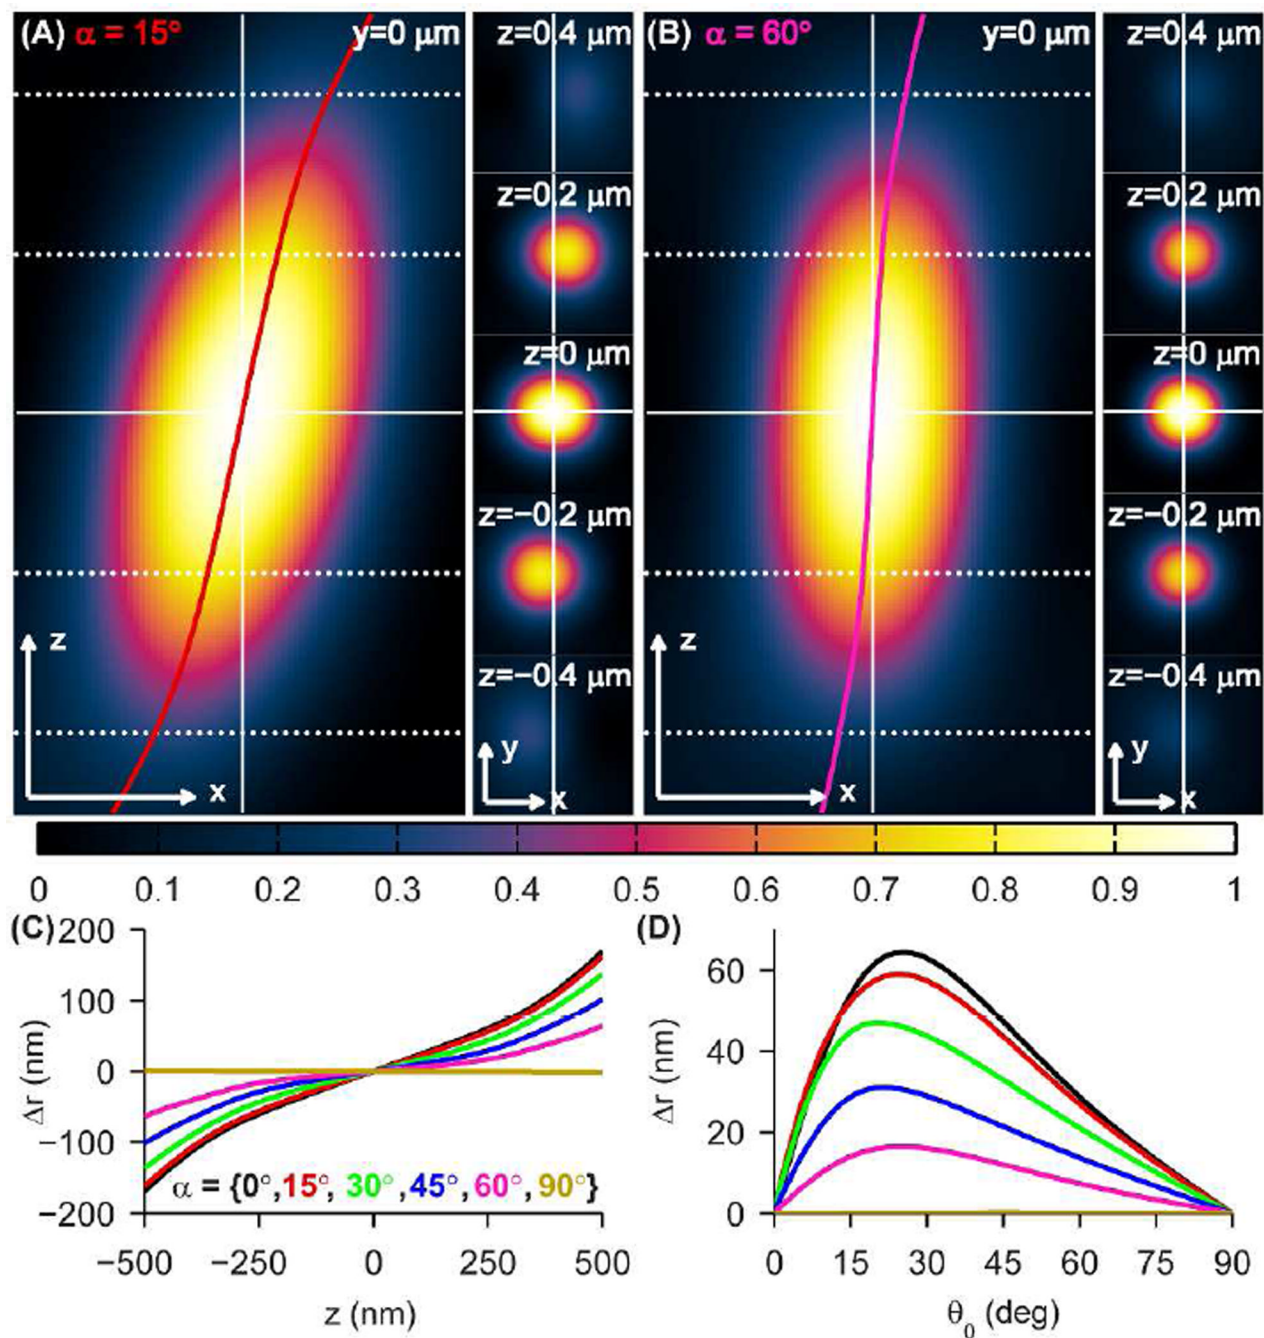 (A) α = 15° y=0 μm
z=0.4 μm
z=0.2 μm
z=0 μm
z=−0.2 μm
z=−0.4 μm
z
x
y
x
(B) α = 60° y=0 μm
z=0.4 μm
z=0.2 μm
z=0 μm
z=−0.2 μm
z=−0.4 μm
z
x
y
x
0 0.1 0.2 0.3 0.4 0.5 0.6 0.7 0.8 0.9 1
(C)
200
100
0
−100
−200
Δr (nm)
α = {0°,15°, 30°,45°,60°,90°}
−500 −250 0 250 500
z (nm)
(D)
60
40
20
0
Δr (nm)
0 15 30 45 60 75 90
θ₀ (deg)